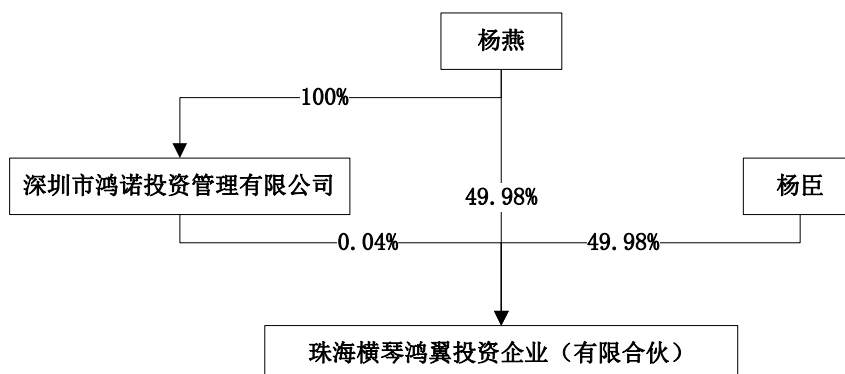 杨燕
100%
深圳市鸿诺投资管理有限公司
49.98%
杨臣
0.04%
49.98%
珠海横琴鸿翼投资企业（有限合伙）